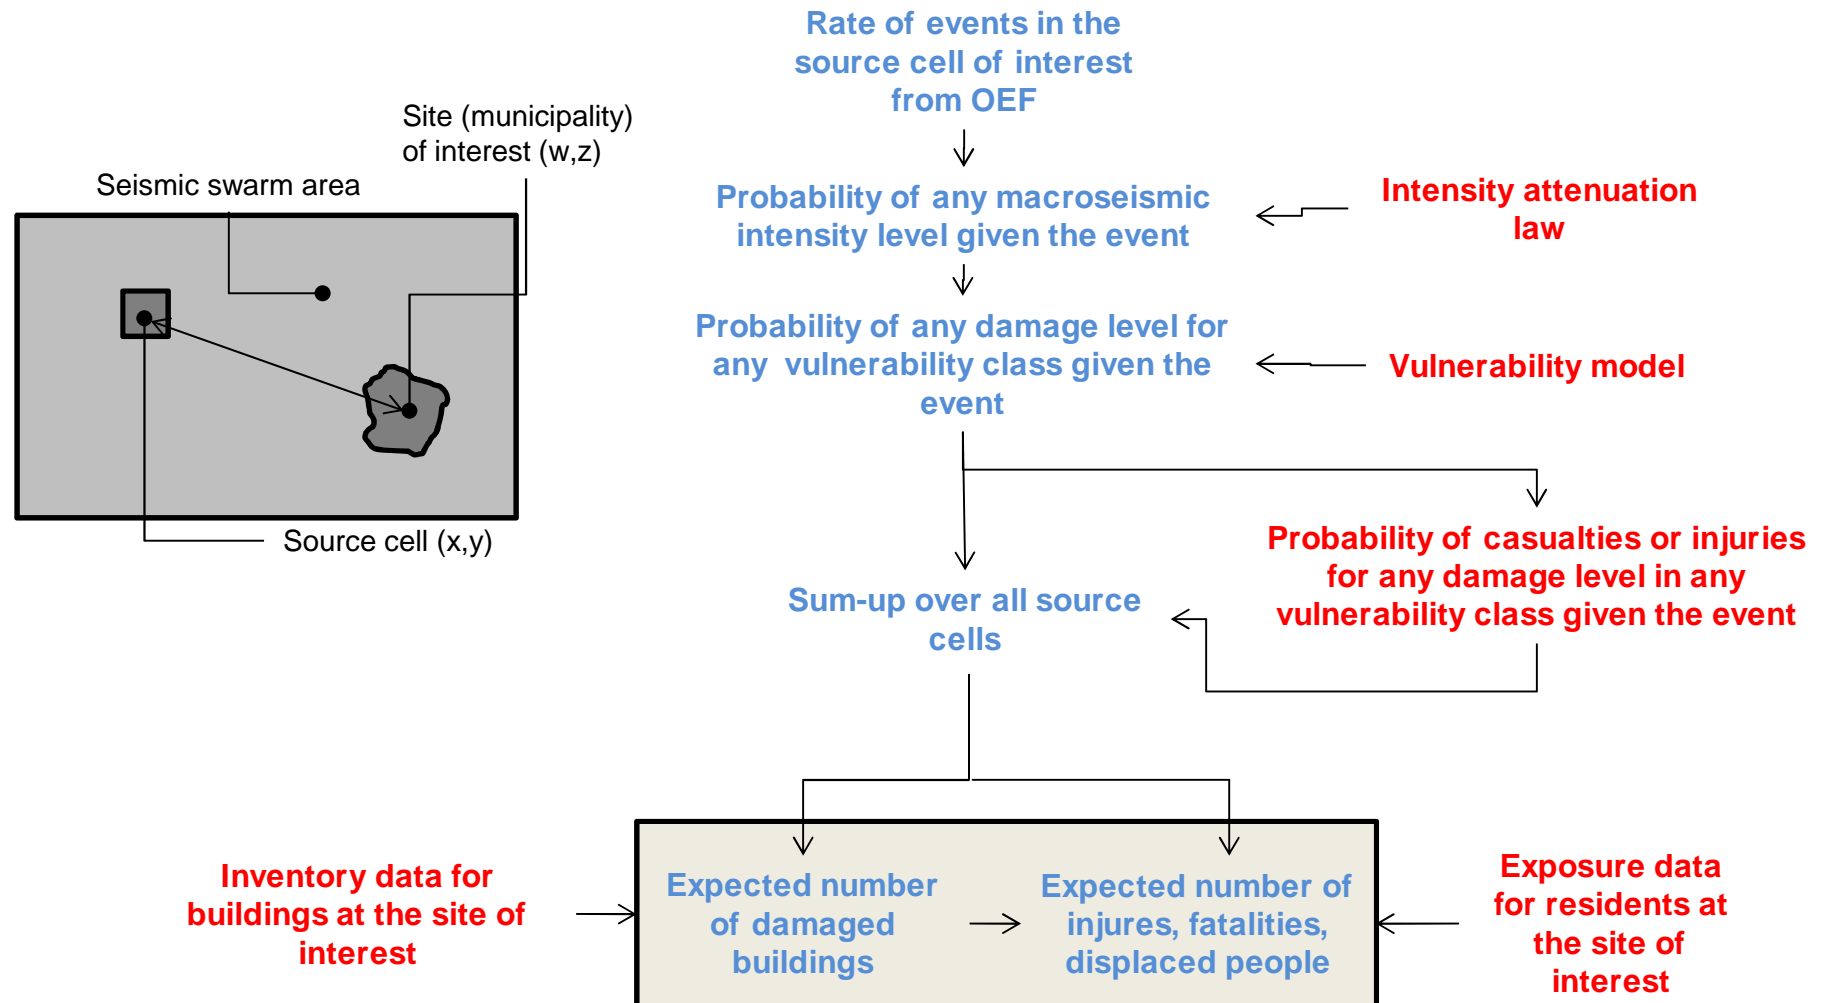 Rate of events in the
source cell of interest
from OEF
Site (municipality)
of interest (w,z)
Seismic swarm area
Source cell (x,y)
Probability of any macroseismic
intensity level given the event
Intensity attenuation
law
Probability of any damage level for
any vulnerability class given the
event
Vulnerability model
Probability of casualties or injuries
for any damage level in any
vulnerability class given the event
Sum-up over all source
cells
Inventory data for
buildings at the site of
interest
Expected number
of damaged
buildings
Expected number of
injures, fatalities,
displaced people
Exposure data
for residents at
the site of
interest